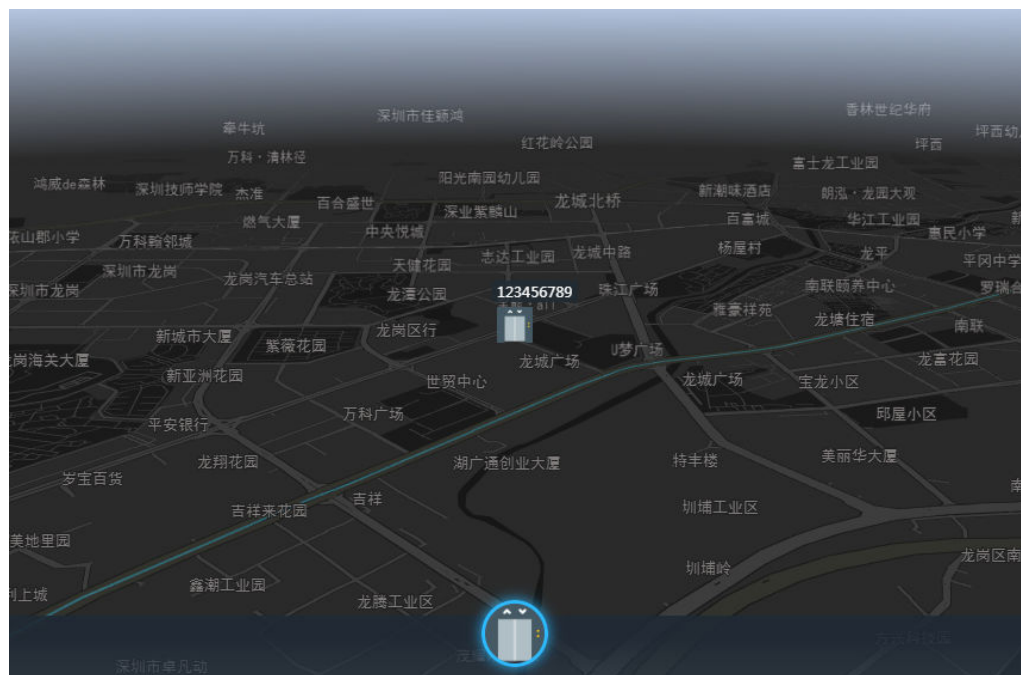 香林世纪华府
深圳市佳颖鸿
牵牛坑
坪西幼儿
红花岭公园
坪西
万科·清林径
富士龙工业园
阳光南园幼儿园
鸿威de森林
深圳技师学院
杰准
新潮味酒店
朗泓·龙园大观
百合盛世
龙城北桥
深业紫麟山
燃气大厦
百富城
华江工业园
中央悦城
惠民小学
依山郡小学
万科翰邻城
杨屋村
龙平
志达工业园
龙城中路
平冈中学
天健花园
深圳市龙岗
龙岗汽车总站
南联颐养中心
深圳市龙岗
龙潭公园
123456789
珠江广场
罗瑞合
雅豪祥苑
龙塘住宿
龙岗区行
南联
新城市大厦
紫薇花园
U梦广场
龙岗海关大厦
龙城广场
龙富花园
新亚洲花园
世贸中心
龙城广场
宝龙小区
万科广场
邱屋小区
平安银行
美丽华大厦
龙翔花园
湖广通创业大厦
特丰楼
岁宝百货
吉祥
圳埔工业区
吉祥来花园
美地里园
龙岗区南
圳埔岭
鑫潮工业园
利上城
龙腾工业区
深圳市卓凡动